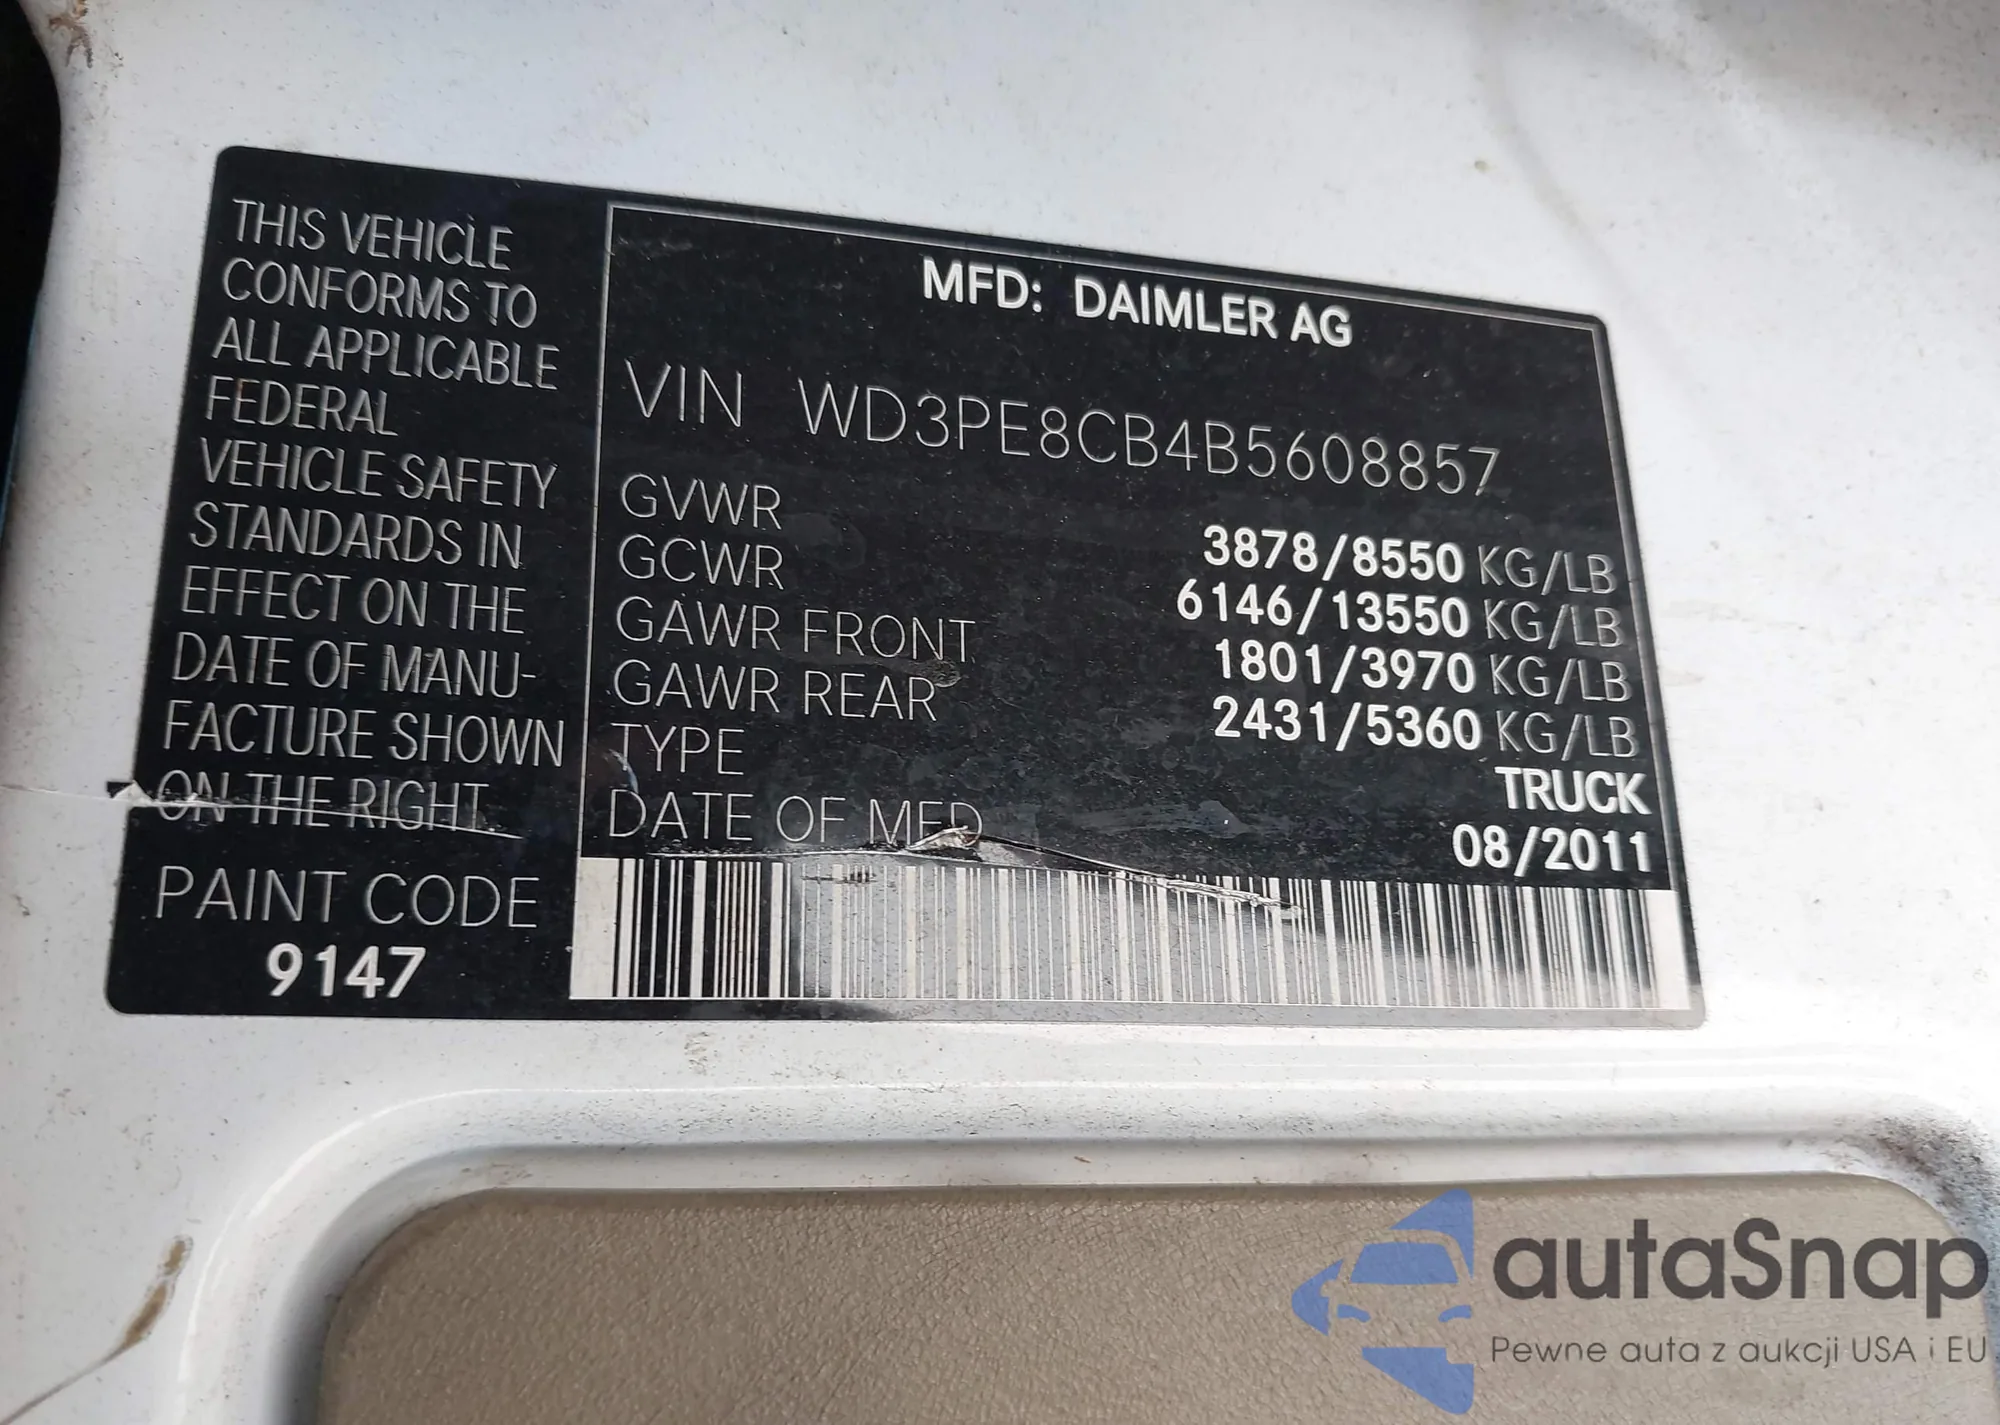 THIS VEHICLE
CONFORMS TO
ALL APPLICABLE
FEDERAL
VEHICLE SAFETY
STANDARDS IN
EFFECT ON THE
DATE OF MANU-
FACTURE SHOWN
ON THE RIGHT.
PAINT CODE
9147
MFD: DAIMLER AG
VIN WD3PE8CB4B5608857
GVWR 3878/8550 KG/LB
GCWR 6146/13550 KG/LB
GAWR FRONT 1801/3970 KG/LB
GAWR REAR 2431/5360 KG/LB
TYPE TRUCK
DATE OF MFD 08/2011
autaSnap
Pewne auta z aukcji USA i EU